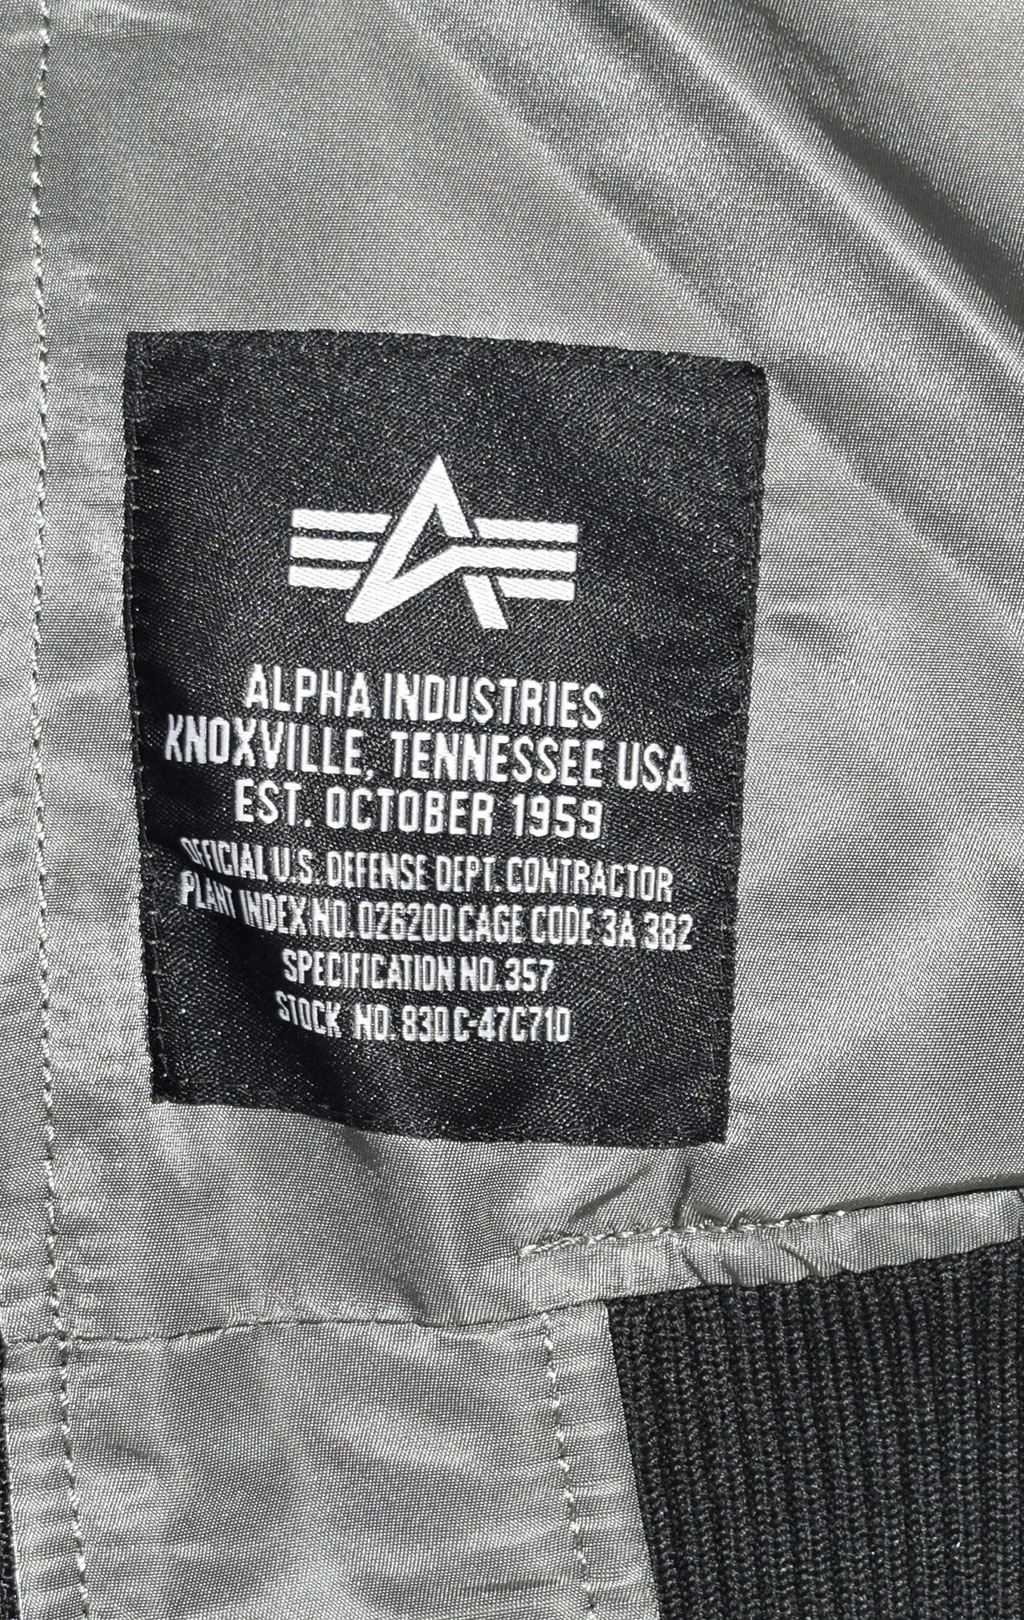 ALPHA INDUSTRIES
KNOXVILLE, TENNESSEE USA
EST. OCTOBER 1959
OFFICIAL U.S. DEFENSE DEPT. CONTRACTOR
PLANT INDEX NO. 026200 CAGE CODE 3A 3B2
SPECIFICATION NO. 357
STOCK NO. 830 C-47C710